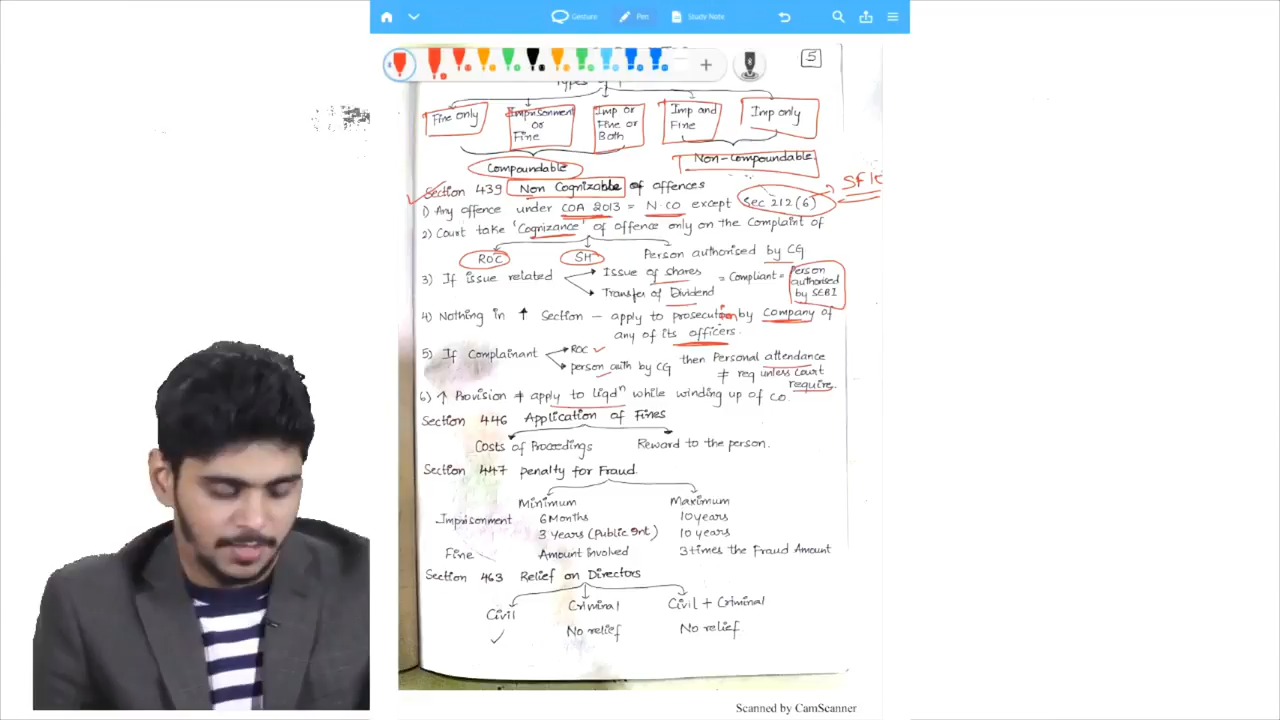 Gesture Pen Study Note
5
Types of
Fine only
Imprisonment
or
Fine
Imp or
Fine or
Both
Imp and
Fine
Imp only
Compoundable
Non-compoundable
Section 439 Non Cognizable of offences
1) Any offence under COA 2013 = N.CO except Sec 212(6)
2) Court take 'Cognizance' of offence only on the Complaint of
ROC SH Person authorised by CG
3) If issue related Issue of shares
Transfer of Dividend
= Compliant =
Person
authorised
by SEBI
4) Nothing in ↑ Section – apply to prosecution by company of
any of its officers.
5) If Complainant ROC
person auth by CG
then Personal attendance
≠ req unless Court
require.
6) ↑ Provision ≠ apply to liqdn while winding up of co.
Section 446 Application of Fines
Costs of Proceedings Reward to the person.
Section 447 penalty for Fraud.
Minimum Maximum
Imprisonment 6 Months 10 years
3 Years (Public Int) 10 years
Fine Amount Involved 3 times the Fraud Amount
Section 463 Relief on Directors
Civil Criminal Civil + Criminal
No relief No relief
Scanned by CamScanner